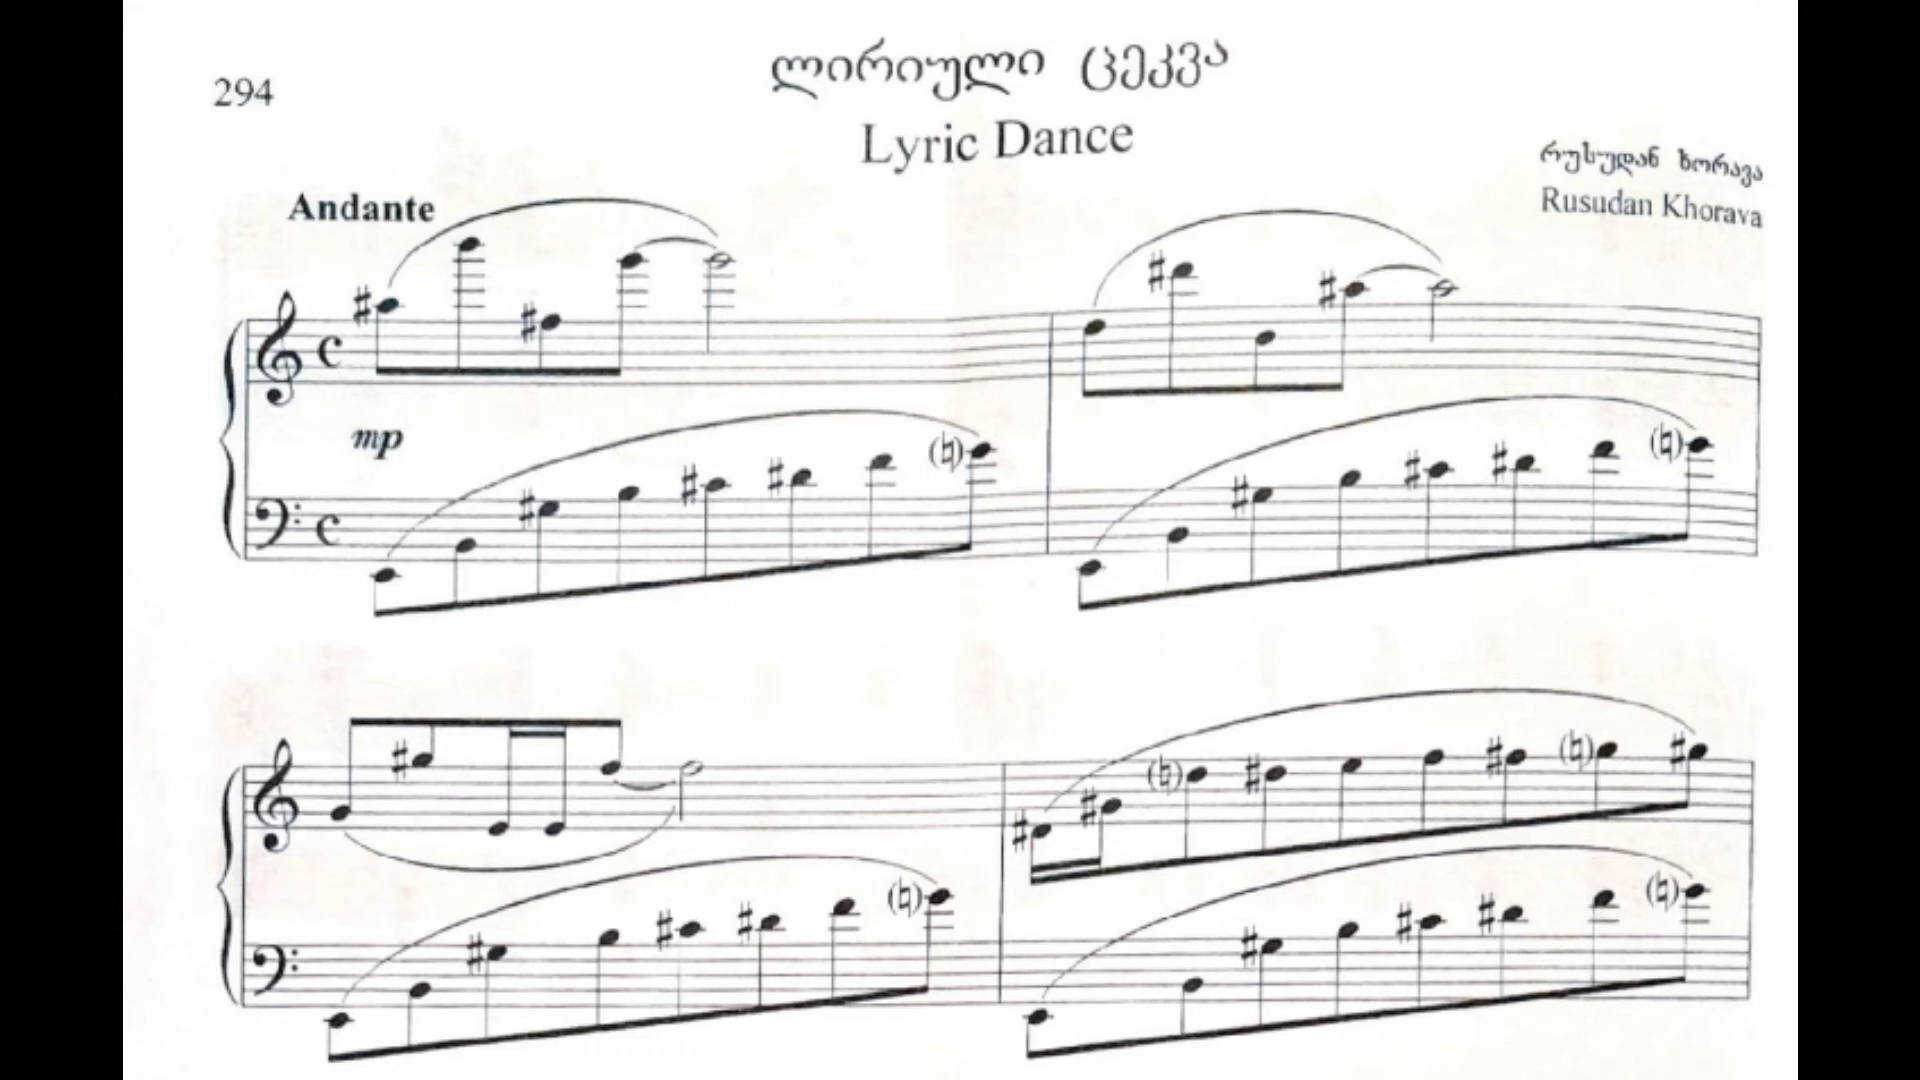 294
ლირიული ცეკვა
Lyric Dance
რუსუდან ხორავა
Rusudan Khorava
Andante
mp